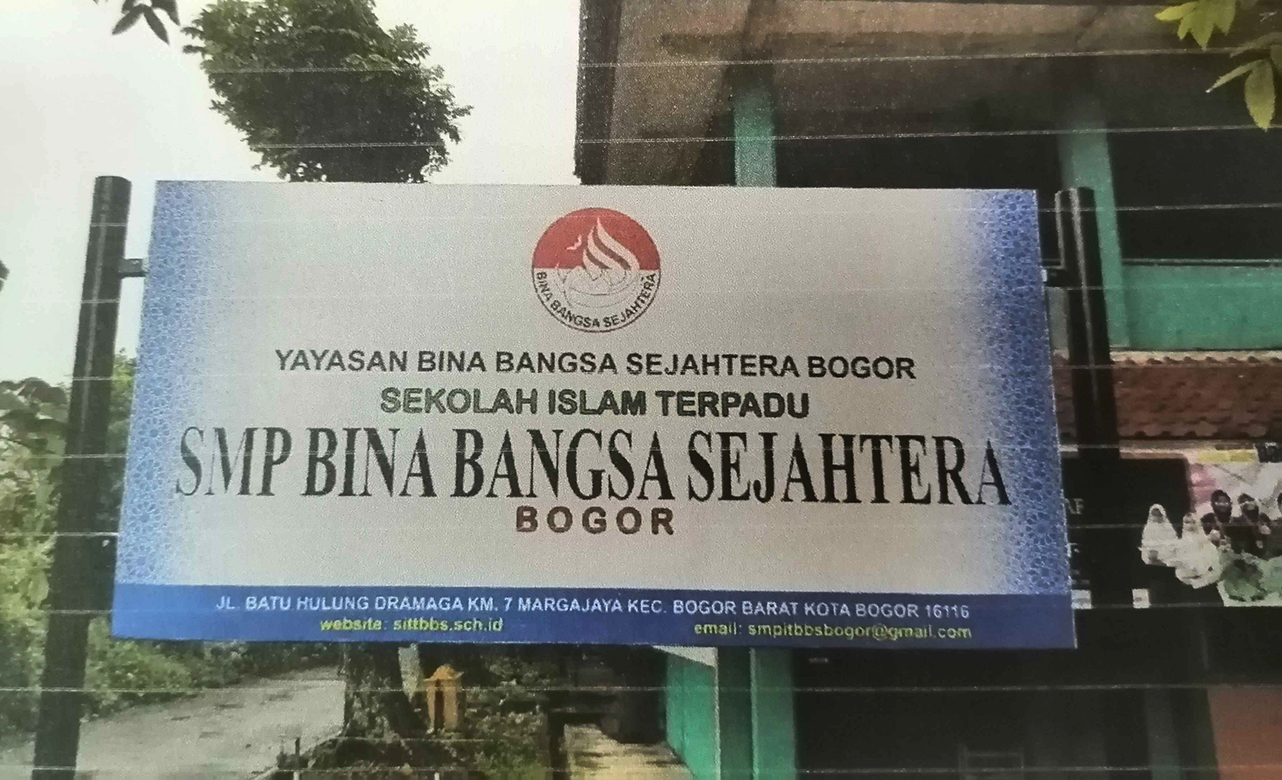 BINA BANGSA SEJAHTERA
YAYASAN BINA BANGSA SEJAHTERA BOGOR
SEKOLAH ISLAM TERPADU
SMP BINA BANGSA SEJAHTERA
BOGOR
JL. BATU HULUNG DRAMAGA KM. 7 MARGAJAYA KEC. BOGOR BARAT KOTA BOGOR 16116
website: sittbbs.sch.id
email: smpitbbsbogor@gmail.com